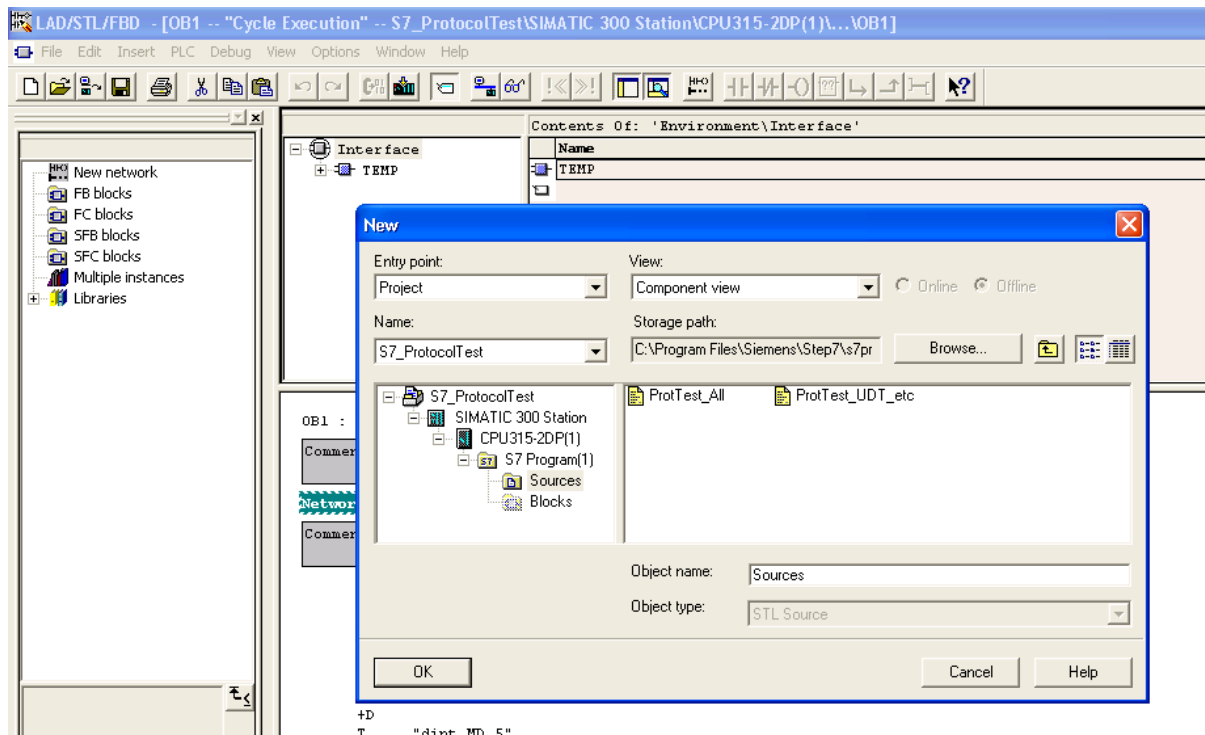 LAD/STL/FBD - [OB1 -- "Cycle Execution" -- S7_ProtocolTest\SIMATIC 300 Station\CPU315-2DP(1)\...\OB1]
File Edit Insert PLC Debug View Options Window Help
Contents Of: 'Environment\Interface'
Interface
Name
TEMP
TEMP
New network
FB blocks
FC blocks
SFB blocks
SFC blocks
Multiple instances
Libraries
New
Entry point:
View:
Project
Component view
Online
Offline
Name:
Storage path:
S7_ProtocolTest
C:\Program Files\Siemens\Step7\s7pr
Browse...
S7_ProtocolTest
SIMATIC 300 Station
CPU315-2DP(1)
S7 Program(1)
Sources
Blocks
ProtTest_All
ProtTest_UDT_etc
OB1 :
Commer
Networ
Commer
Object name:
Sources
Object type:
STL Source
OK
Cancel
Help
+D
T "dint MD 5"